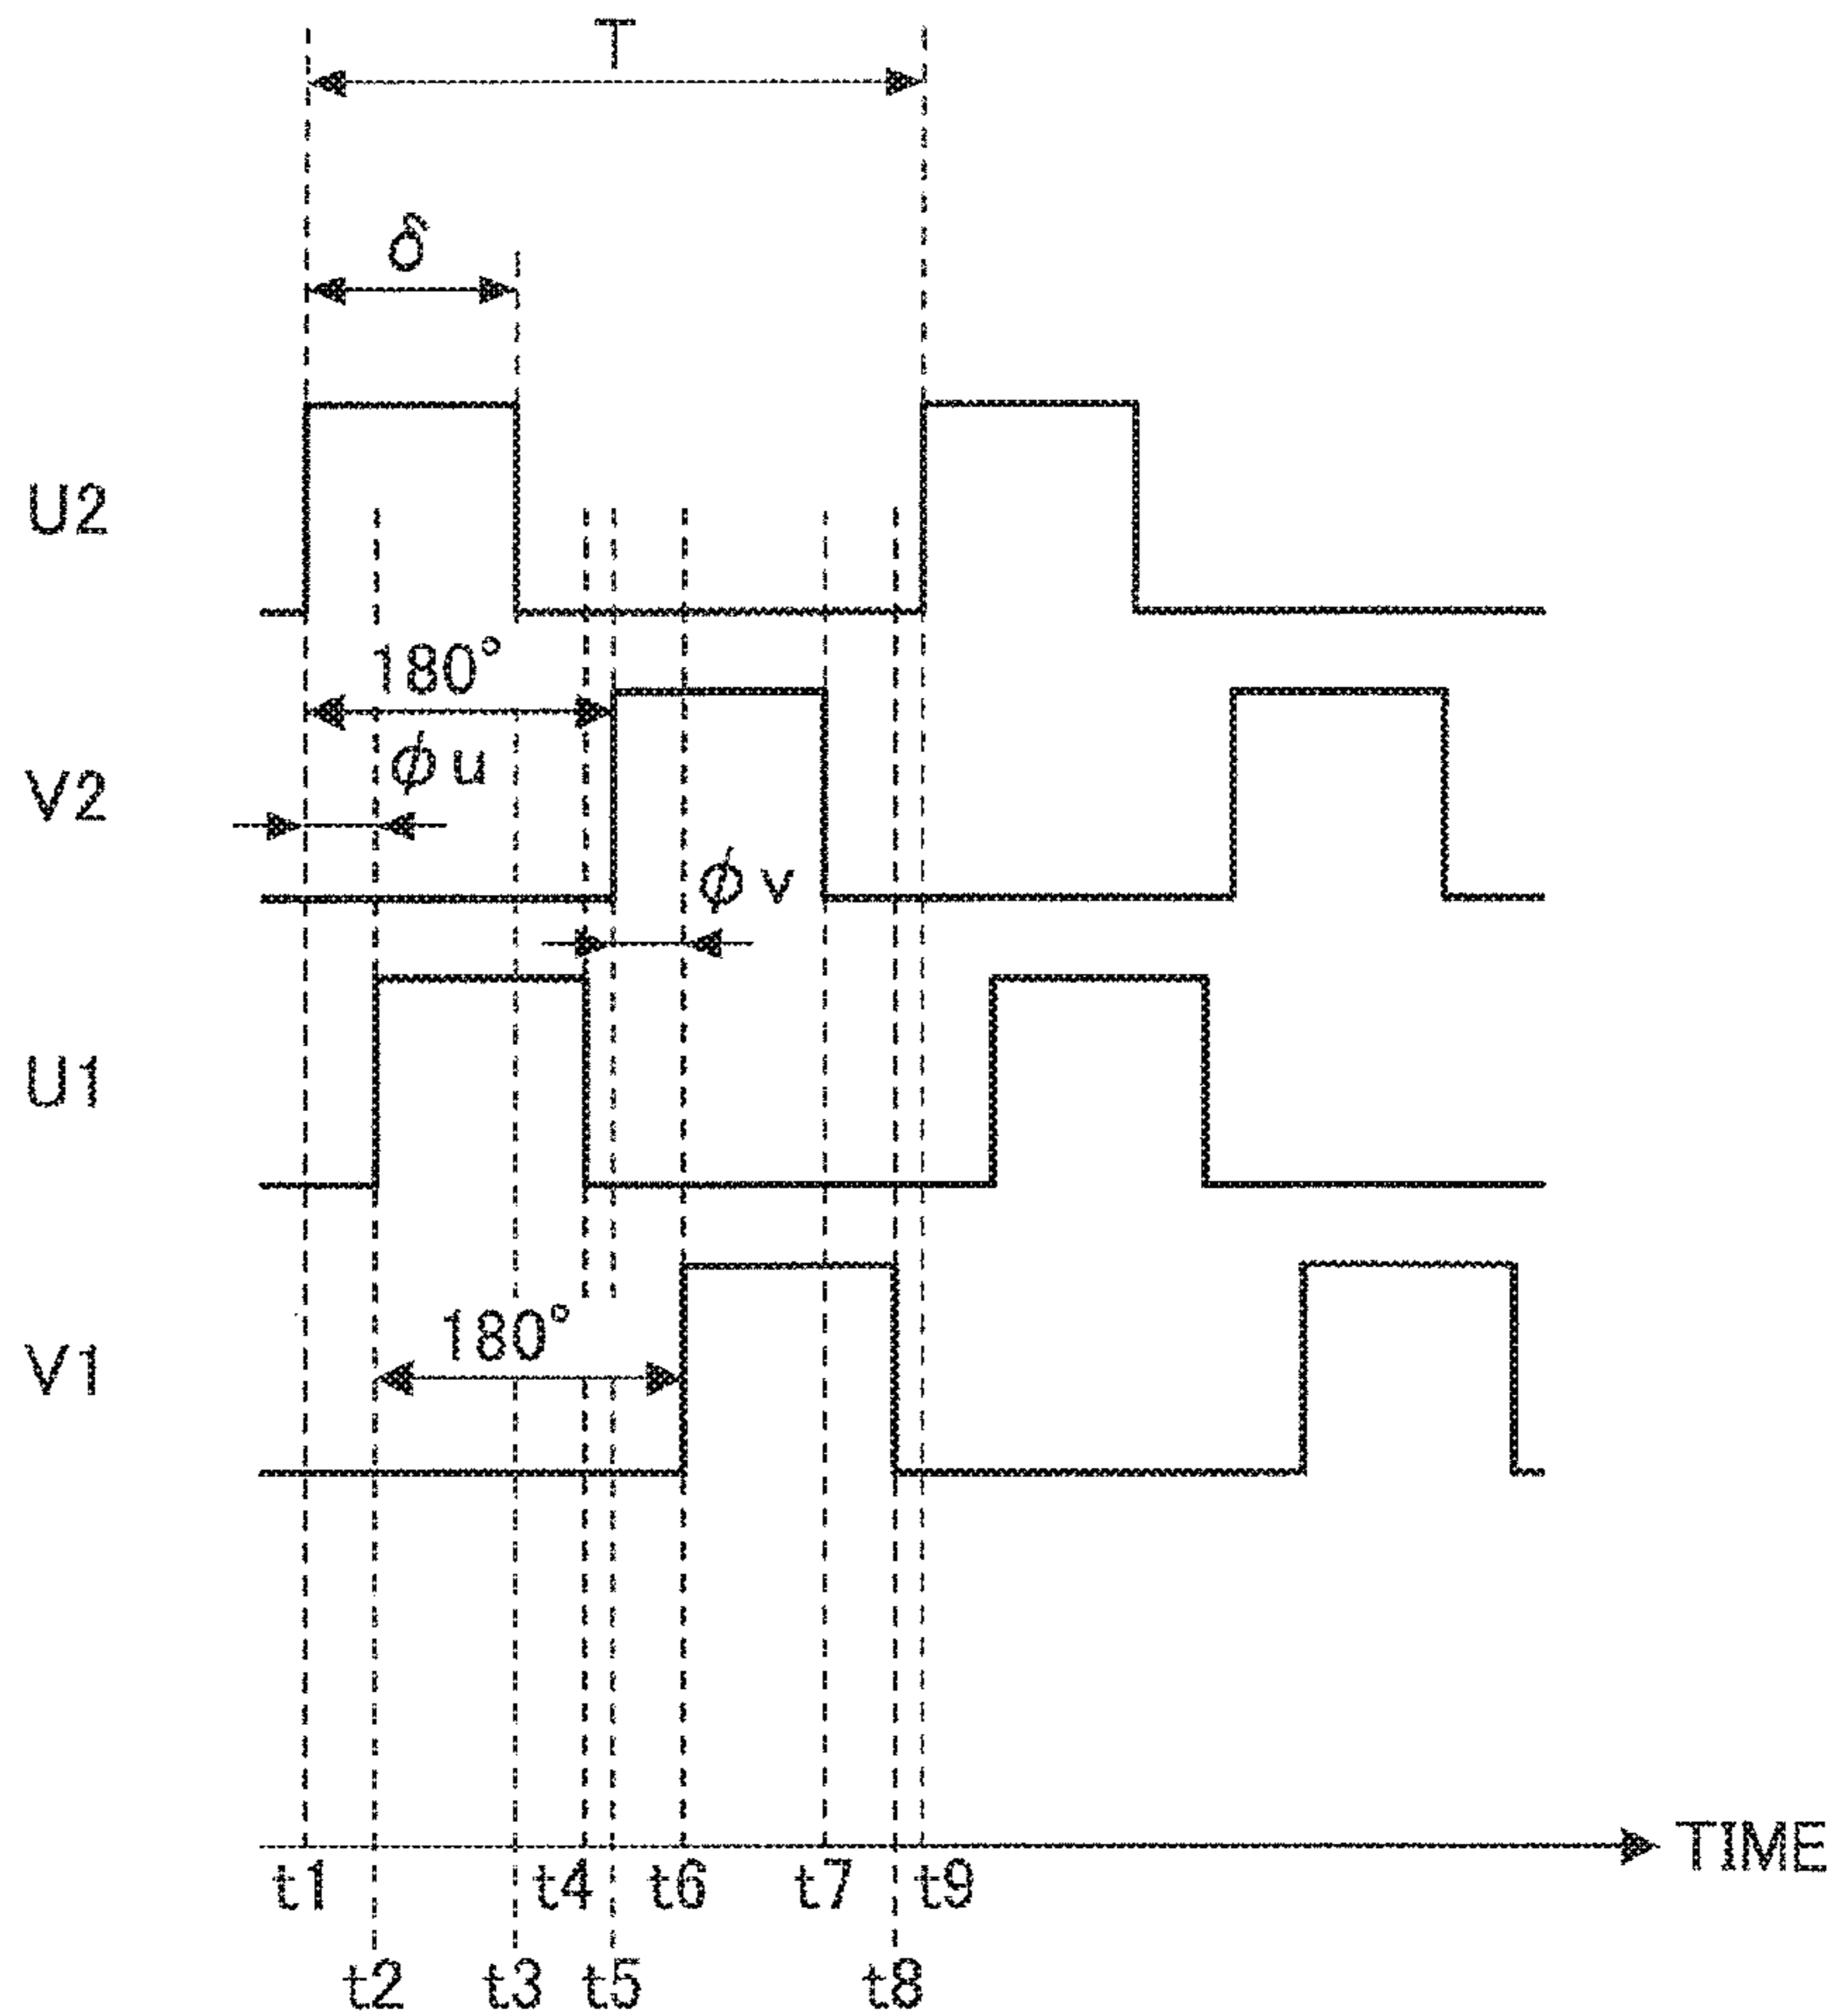 T
δ
U2
180°
ϕu
V2
ϕv
U1
180°
V1
TIME
t1 t4 t6 t7 t9
t2 t3 t5 t8